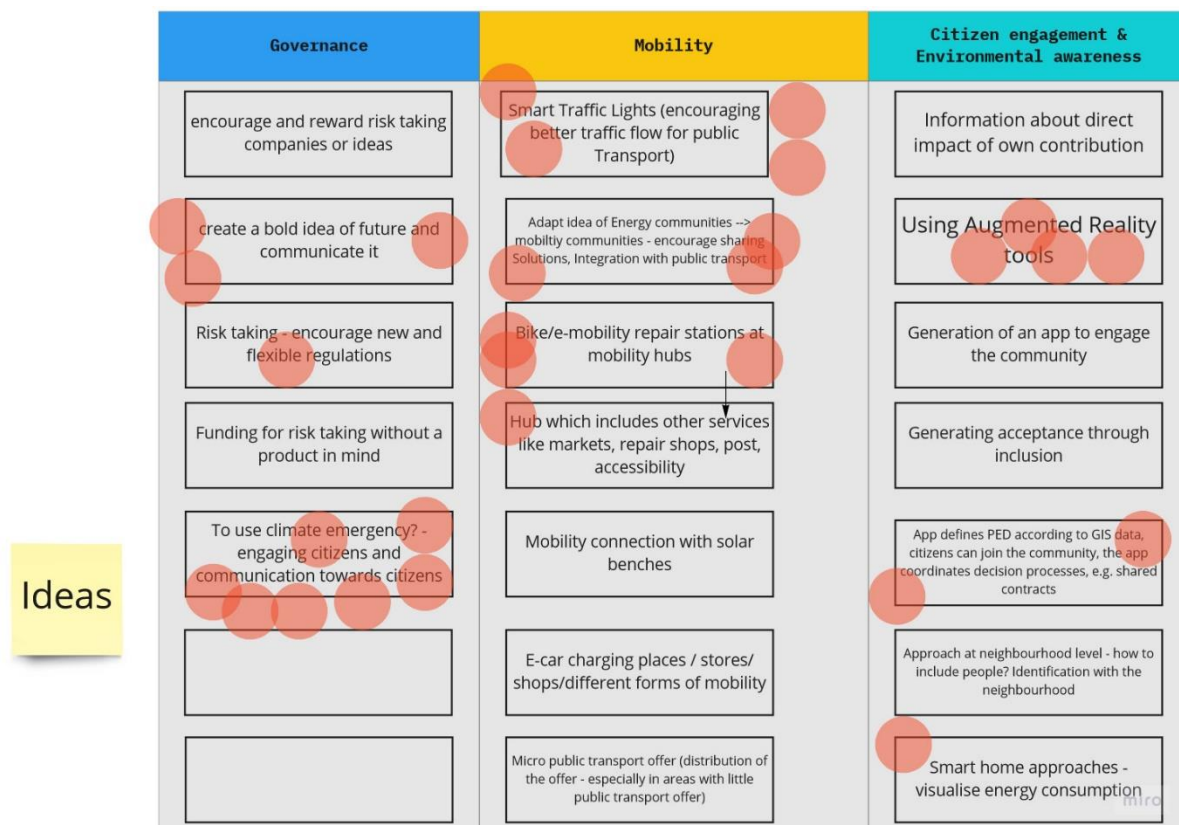 Governance
Mobility
Citizen engagement &
Environmental awareness
encourage and reward risk taking
companies or ideas
create a bold idea of future and
communicate it
Risk taking - encourage new and
flexible regulations
Funding for risk taking without a
product in mind
To use climate emergency? -
engaging citizens and
communication towards citizens
Smart Traffic Lights (encouraging
better traffic flow for public
Transport)
Adapt idea of Energy communities -->
mobiltiy communities - encourage sharing
Solutions, Integration with public transport
Bike/e-mobility repair stations at
mobility hubs
Hub which includes other services
like markets, repair shops, post,
accessibility
Mobility connection with solar
benches
E-car charging places / stores/
shops/different forms of mobility
Micro public transport offer (distribution of
the offer - especially in areas with little
public transport offer)
Information about direct
impact of own contribution
Using Augmented Reality
tools
Generation of an app to engage
the community
Generating acceptance through
inclusion
App defines PED according to GIS data,
citizens can join the community, the app
coordinates decision processes, e.g. shared
contracts
Approach at neighbourhood level - how to
include people? Identification with the
neighbourhood
Smart home approaches -
visualise energy consumption
Ideas
miro